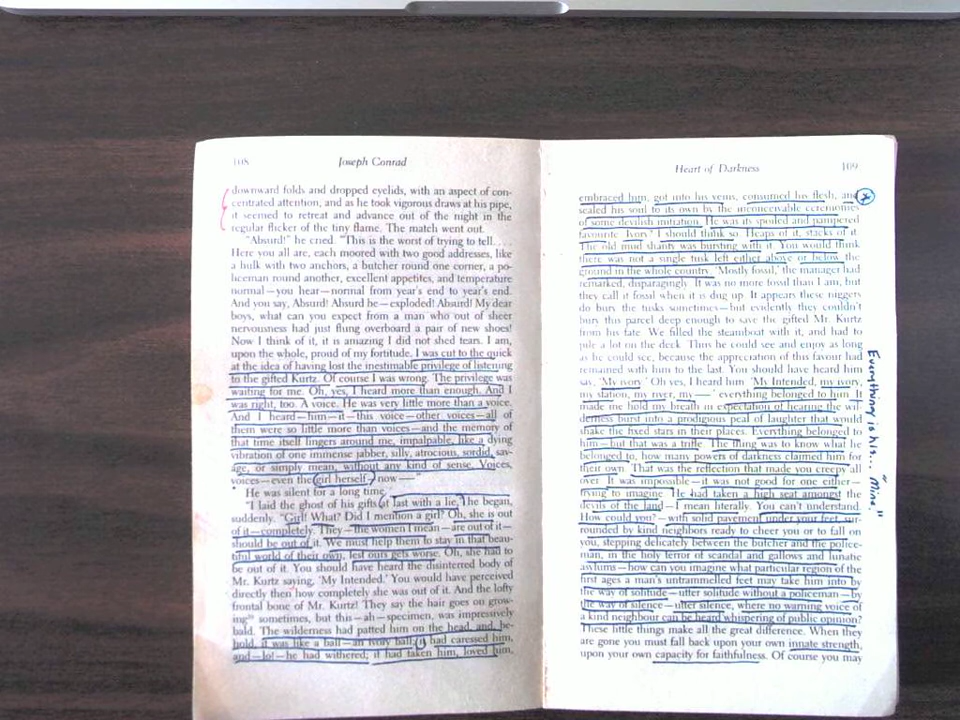 108
Joseph Conrad
downward folds and dropped eyelids, with an aspect of con-
centrated attention, and as he took vigorous draws at his pipe,
it seemed to retreat and advance out of the night in the
regular flicker of the tiny flame. The match went out.
"Absurd!" he cried. "This is the worst of trying to tell. . . .
Here you all are, each moored with two good addresses, like
a hulk with two anchors, a butcher round one corner, a po-
liceman round another, excellent appetites, and temperature
normal—you hear—normal from year's end to year's end.
And you say, Absurd! Absurd be—exploded! Absurd! My dear
boys, what can you expect from a man who out of sheer
nervousness had just flung overboard a pair of new shoes!
Now I think of it, it is amazing I did not shed tears. I am,
upon the whole, proud of my fortitude. I was cut to the quick
at the idea of having lost the inestimable privilege of listening
to the gifted Kurtz. Of course I was wrong. The privilege was
waiting for me. Oh, yes, I heard more than enough. And I
was right, too. A voice. He was very little more than a voice.
And I heard—him—it—this voice—other voices—all of
them were so little more than voices—and the memory of
that time itself lingers around me, impalpable, like a dying
vibration of one immense jabber, silly, atrocious, sordid, sav-
age, or simply mean, without any kind of sense. Voices,
voices—even the girl herself—now—"
He was silent for a long time.
"I laid the ghost of his gifts at last with a lie," he began,
suddenly. "Girl! What? Did I mention a girl? Oh, she is out
of it—completely. They—the women I mean—are out of it—
should be out of it. We must help them to stay in that beau-
tiful world of their own, lest ours gets worse. Oh, she had to
be out of it. You should have heard the disinterred body of
Mr. Kurtz saying, 'My Intended.' You would have perceived
directly then how completely she was out of it. And the lofty
frontal bone of Mr. Kurtz! They say the hair goes on grow-
ing sometimes, but this—ah—specimen, was impressively
bald. The wilderness had patted him on the head, and, be-
hold, it was like a ball—an ivory ball; it had caressed him,
and—lo!—he had withered; it had taken him, loved him,
Heart of Darkness
109
embraced him, got into his veins, consumed his flesh, and
sealed his soul to its own by the inconceivable ceremonies
of some devilish initiation. He was its spoiled and pampered
favourite. Ivory? I should think so. Heaps of it, stacks of it.
The old mud shanty was bursting with it. You would think
there was not a single tusk left either above or below the
ground in the whole country. 'Mostly fossil,' the manager had
remarked, disparagingly. It was no more fossil than I am, but
they call it fossil when it is dug up. It appears these niggers
do bury the tusks sometimes—but evidently they couldn't
bury this parcel deep enough to save the gifted Mr. Kurtz
from his fate. We filled the steamboat with it, and had to
pile a lot on the deck. Thus he could see and enjoy as long
as he could see, because the appreciation of this favour had
remained with him to the last. You should have heard him
say, 'My ivory.' Oh yes, I heard him. 'My Intended, my ivory,
my station, my river, my—' everything belonged to him. It
made me hold my breath in expectation of hearing the wil-
derness burst into a prodigious peal of laughter that would
shake the fixed stars in their places. Everything belonged to
him—but that was a trifle. The thing was to know what he
belonged to, how many powers of darkness claimed him for
their own. That was the reflection that made you creepy all
over. It was impossible—it was not good for one either—
trying to imagine. He had taken a high seat amongst the
devils of the land—I mean literally. You can't understand.
How could you?—with solid pavement under your feet, sur-
rounded by kind neighbors ready to cheer you or to fall on
you, stepping delicately between the butcher and the police-
man, in the holy terror of scandal and gallows and lunatic
asylums—how can you imagine what particular region of the
first ages a man's untrammelled feet may take him into by
the way of solitude—utter solitude without a policeman—by
the way of silence—utter silence, where no warning voice of
a kind neighbour can be heard whispering of public opinion?
These little things make all the great difference. When they
are gone you must fall back upon your own innate strength,
upon your own capacity for faithfulness. Of course you may
Everything is his... "Mine."